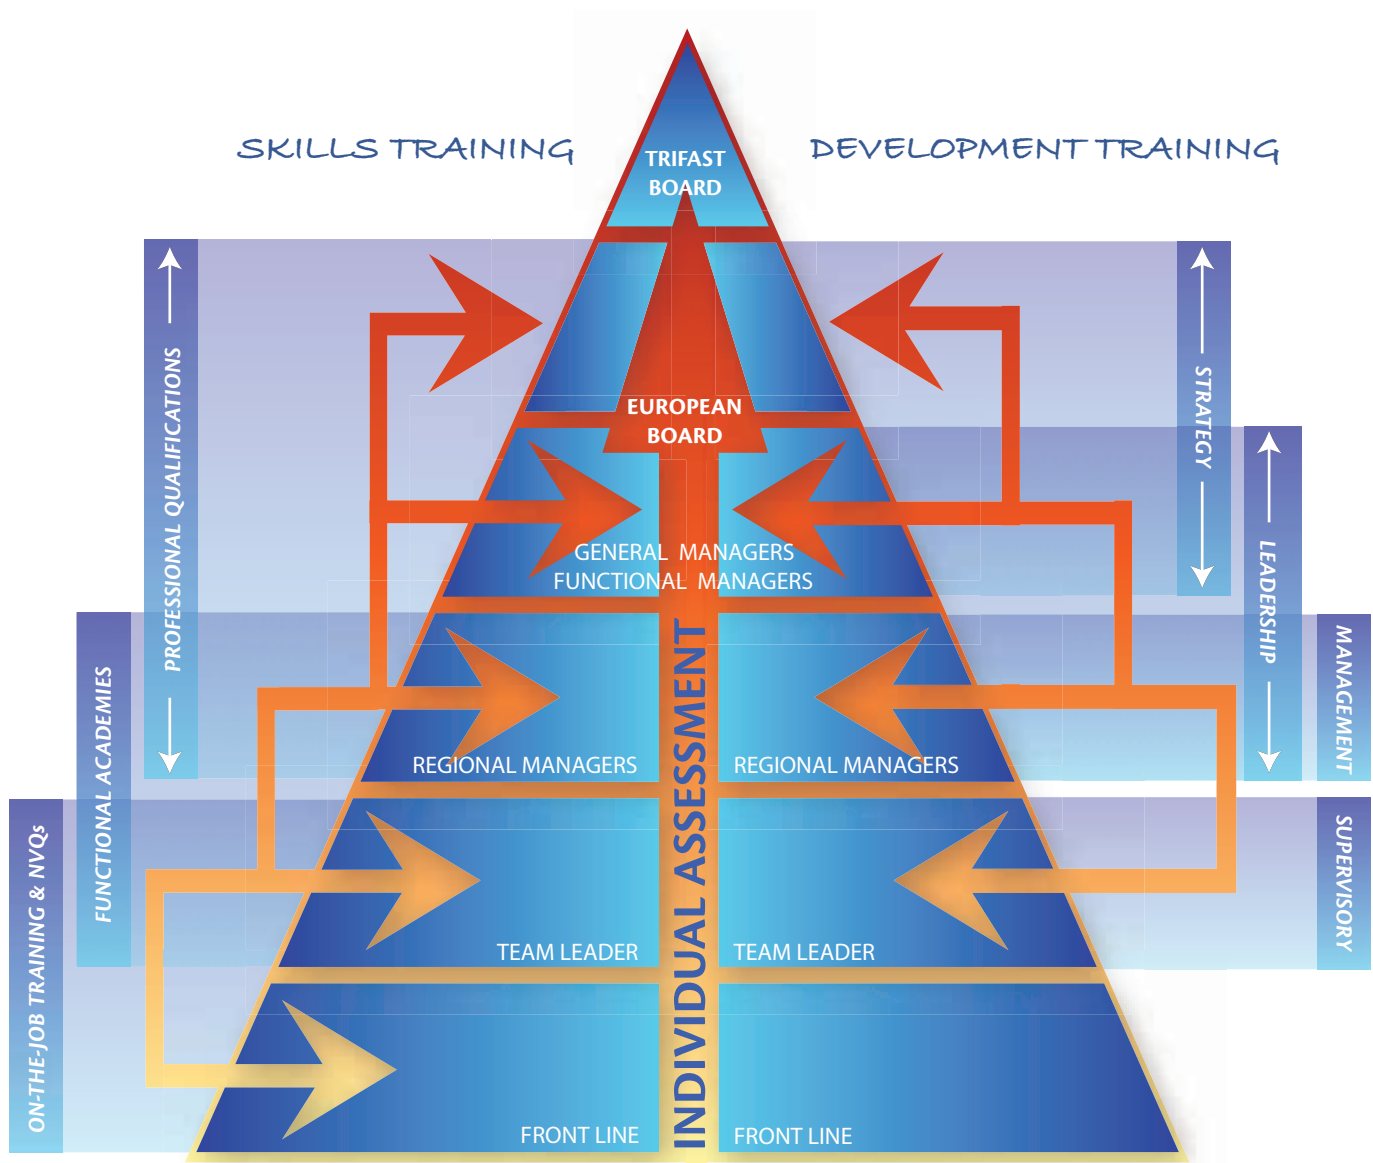 SKILLS TRAINING
DEVELOPMENT TRAINING
TRIFAST
BOARD
PROFESSIONAL QUALIFICATIONS
STRATEGY
EUROPEAN
BOARD
LEADERSHIP
GENERAL MANAGERS
FUNCTIONAL MANAGERS
FUNCTIONAL ACADEMIES
INDIVIDUAL ASSESSMENT
MANAGEMENT
REGIONAL MANAGERS
REGIONAL MANAGERS
ON-THE-JOB TRAINING & NVQs
SUPERVISORY
TEAM LEADER
TEAM LEADER
FRONT LINE
FRONT LINE